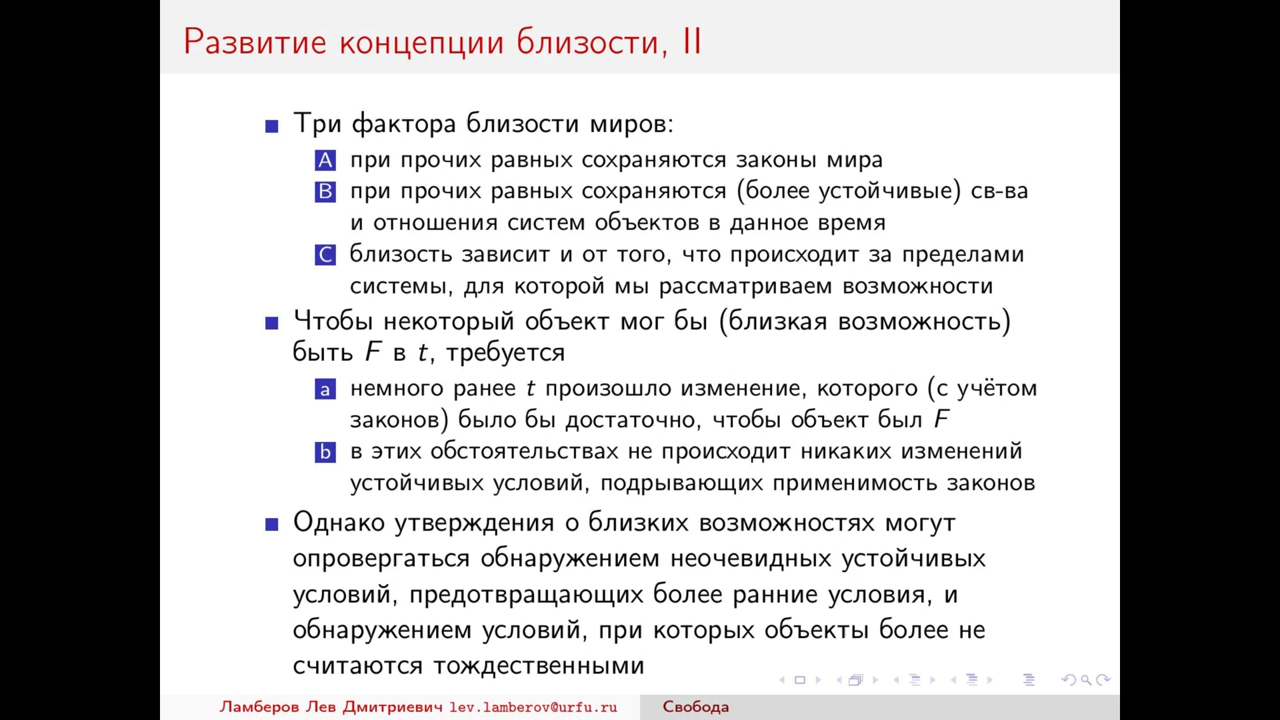 Развитие концепции близости, II
Три фактора близости миров:
A при прочих равных сохраняются законы мира
B при прочих равных сохраняются (более устойчивые) св-ва
и отношения систем объектов в данное время
C близость зависит и от того, что происходит за пределами
системы, для которой мы рассматриваем возможности
Чтобы некоторый объект мог бы (близкая возможность)
быть F в t, требуется
a немного ранее t произошло изменение, которого (с учётом
законов) было бы достаточно, чтобы объект был F
b в этих обстоятельствах не происходит никаких изменений
устойчивых условий, подрывающих применимость законов
Однако утверждения о близких возможностях могут
опровергаться обнаружением неочевидных устойчивых
условий, предотвращающих более ранние условия, и
обнаружением условий, при которых объекты более не
считаются тождественными
Ламберов Лев Дмитриевич lev.lamberov@urfu.ru Свобода